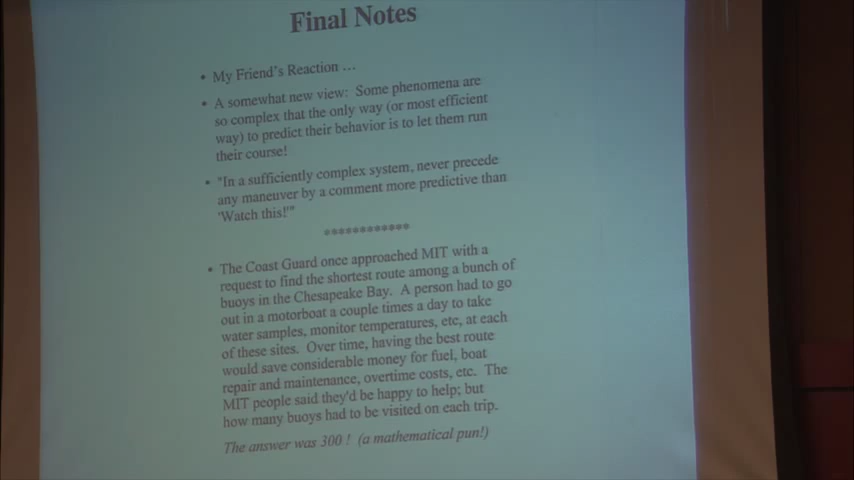 Final Notes
• My Friend's Reaction ...
• A somewhat new view: Some phenomena are
so complex that the only way (or most efficient
way) to predict their behavior is to let them run
their course!
• "In a sufficiently complex system, never precede
any maneuver by a comment more predictive than
'Watch this!'"
************
• The Coast Guard once approached MIT with a
request to find the shortest route among a bunch of
buoys in the Chesapeake Bay. A person had to go
out in a motorboat a couple times a day to take
water samples, monitor temperatures, etc, at each
of these sites. Over time, having the best route
would save considerable money for fuel, boat
repair and maintenance, overtime costs, etc. The
MIT people said they'd be happy to help; but
how many buoys had to be visited on each trip.
The answer was 300 ! (a mathematical pun!)